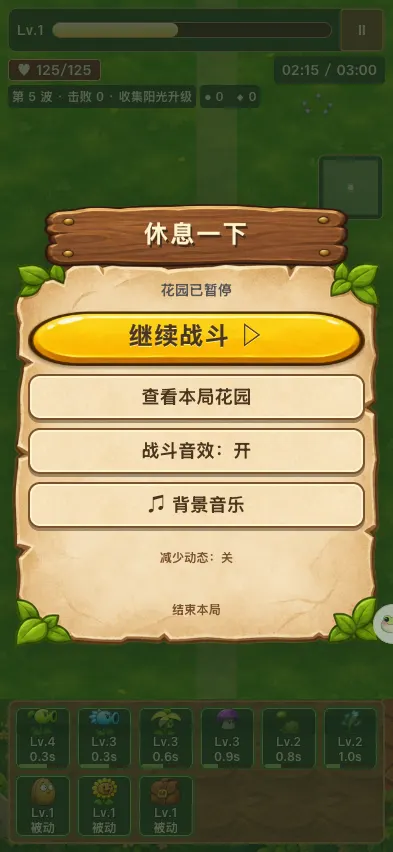 Lv.1
125/125
02:15 / 03:00
第 5 波 · 击败 0 · 收集阳光升级
0 0
休息一下
花园已暂停
继续战斗 ▷
查看本局花园
战斗音效：开
♫ 背景音乐
减少动态：关
结束本局
Lv.4 Lv.3 Lv.3 Lv.3 Lv.2 Lv.2
0.3s 0.3s 0.6s 0.9s 0.8s 1.0s
Lv.1 Lv.1 Lv.1
被动 被动 被动